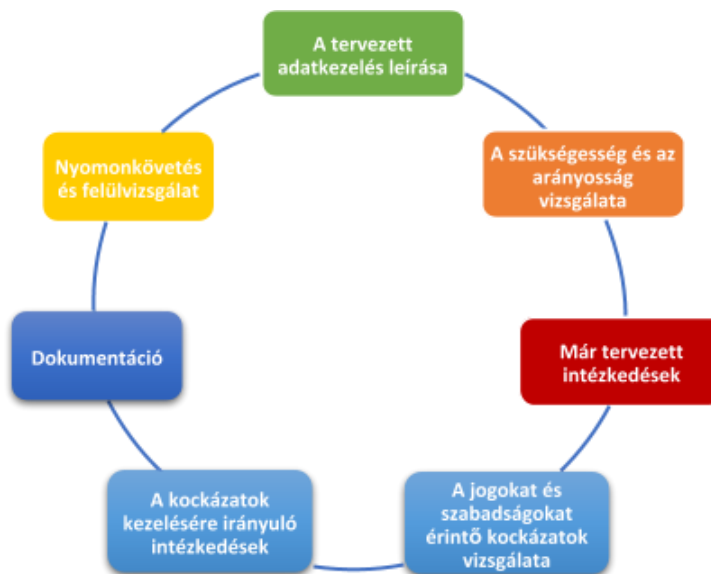 A tervezett
adatkezelés leírása
A szükségesség és az
arányosság
vizsgálata
Már tervezett
intézkedések
A jogokat és
szabadságokat
érintő kockázatok
vizsgálata
A kockázatok
kezelésére irányuló
intézkedések
Dokumentáció
Nyomonkövetés
és felülvizsgálat